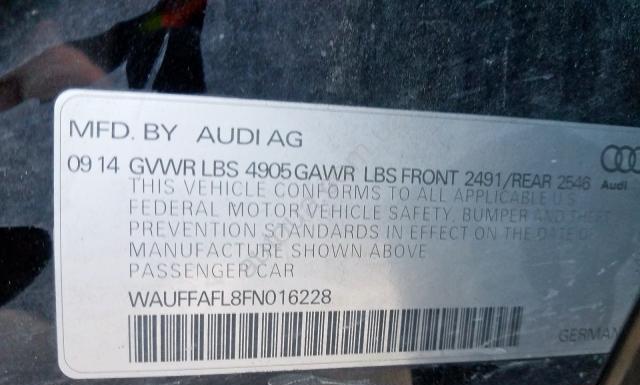 MFD. BY AUDI AG
09 14 GVWR LBS 4905 GAWR LBS FRONT 2491/REAR 2546
Audi
THIS VEHICLE CONFORMS TO ALL APPLICABLE U.S.
FEDERAL MOTOR VEHICLE SAFETY, BUMPER AND THEFT
PREVENTION STANDARDS IN EFFECT ON THE DATE OF
MANUFACTURE SHOWN ABOVE
PASSENGER CAR
WAUFFAFL8FN016228
GERMAN